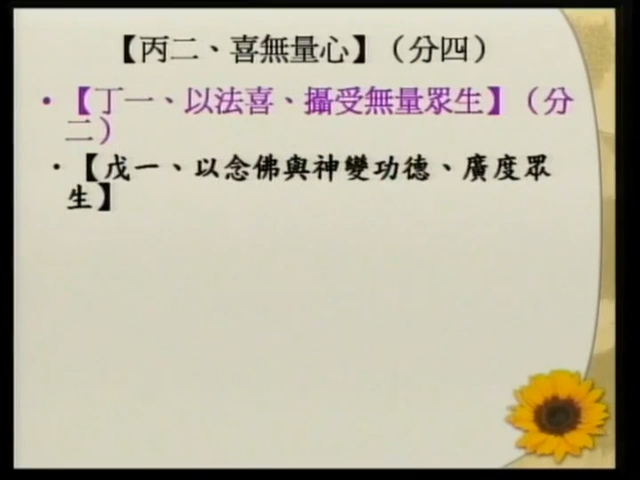 【丙二、喜無量心】（分四）
•【丁一、以法喜、攝受無量眾生】（分
二）
•【戊一、以念佛與神變功德、廣度眾
生】